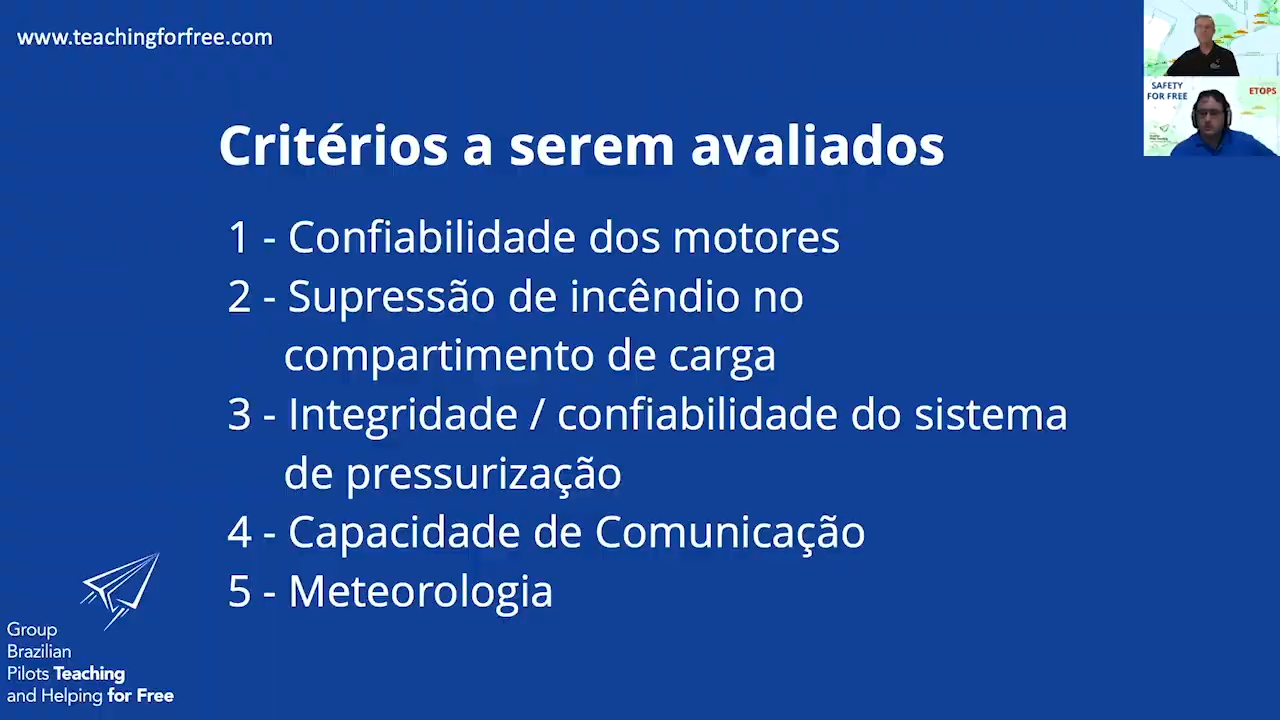 www.teachingforfree.com
SAFETY
FOR FREE
ETOPS
Critérios a serem avaliados
1 - Confiabilidade dos motores
2 - Supressão de incêndio no
compartimento de carga
3 - Integridade / confiabilidade do sistema
de pressurização
4 - Capacidade de Comunicação
5 - Meteorologia
Group
Brazilian
Pilots Teaching
and Helping for Free